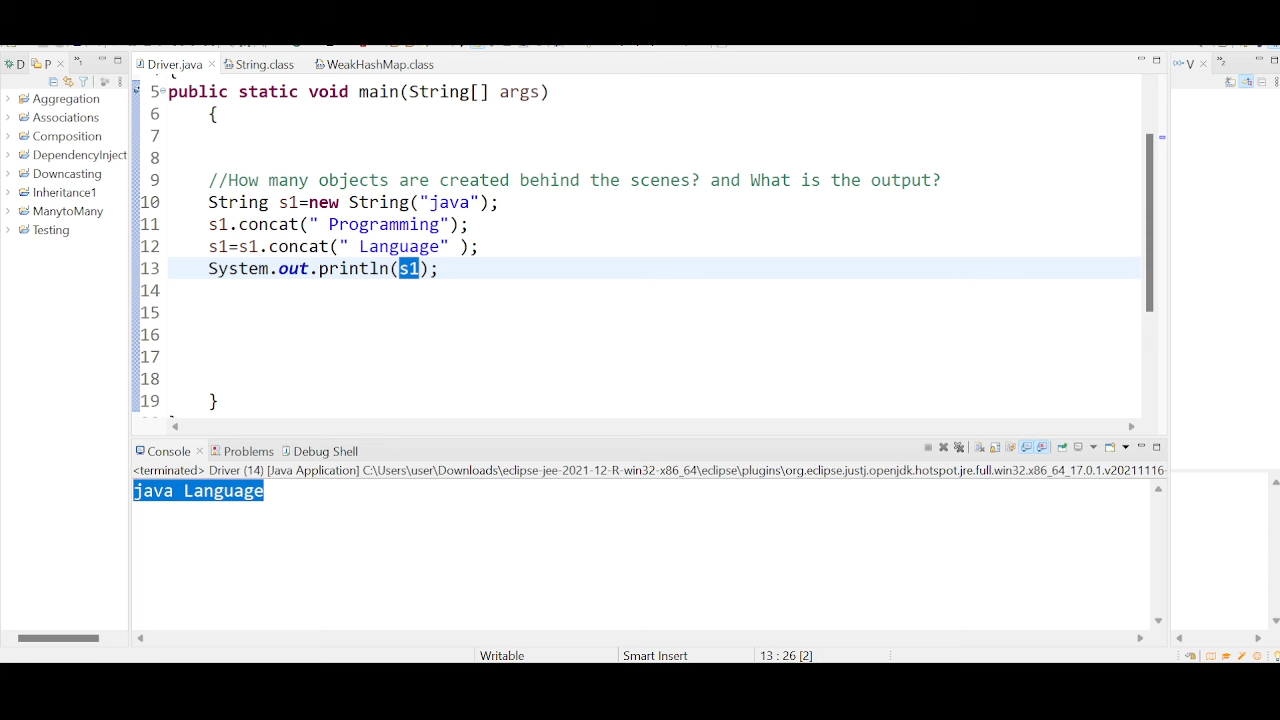 D P »1
Driver.java String.class WeakHashMap.class
V »2
Aggregation
Associations
Composition
DependencyInject
Downcasting
Inheritance1
ManytoMany
Testing
5 public static void main(String[] args)
6 {
7
8
9 //How many objects are created behind the scenes? and What is the output?
10 String s1=new String("java");
11 s1.concat(" Programming");
12 s1=s1.concat(" Language" );
13 System.out.println(s1);
14
15
16
17
18
19 }
Console Problems Debug Shell
<terminated> Driver (14) [Java Application] C:\Users\user\Downloads\eclipse-jee-2021-12-R-win32-x86_64\eclipse\plugins\org.eclipse.justj.openjdk.hotspot.jre.full.win32.x86_64_17.0.1.v20211116-
java Language
Writable Smart Insert 13 : 26 [2]